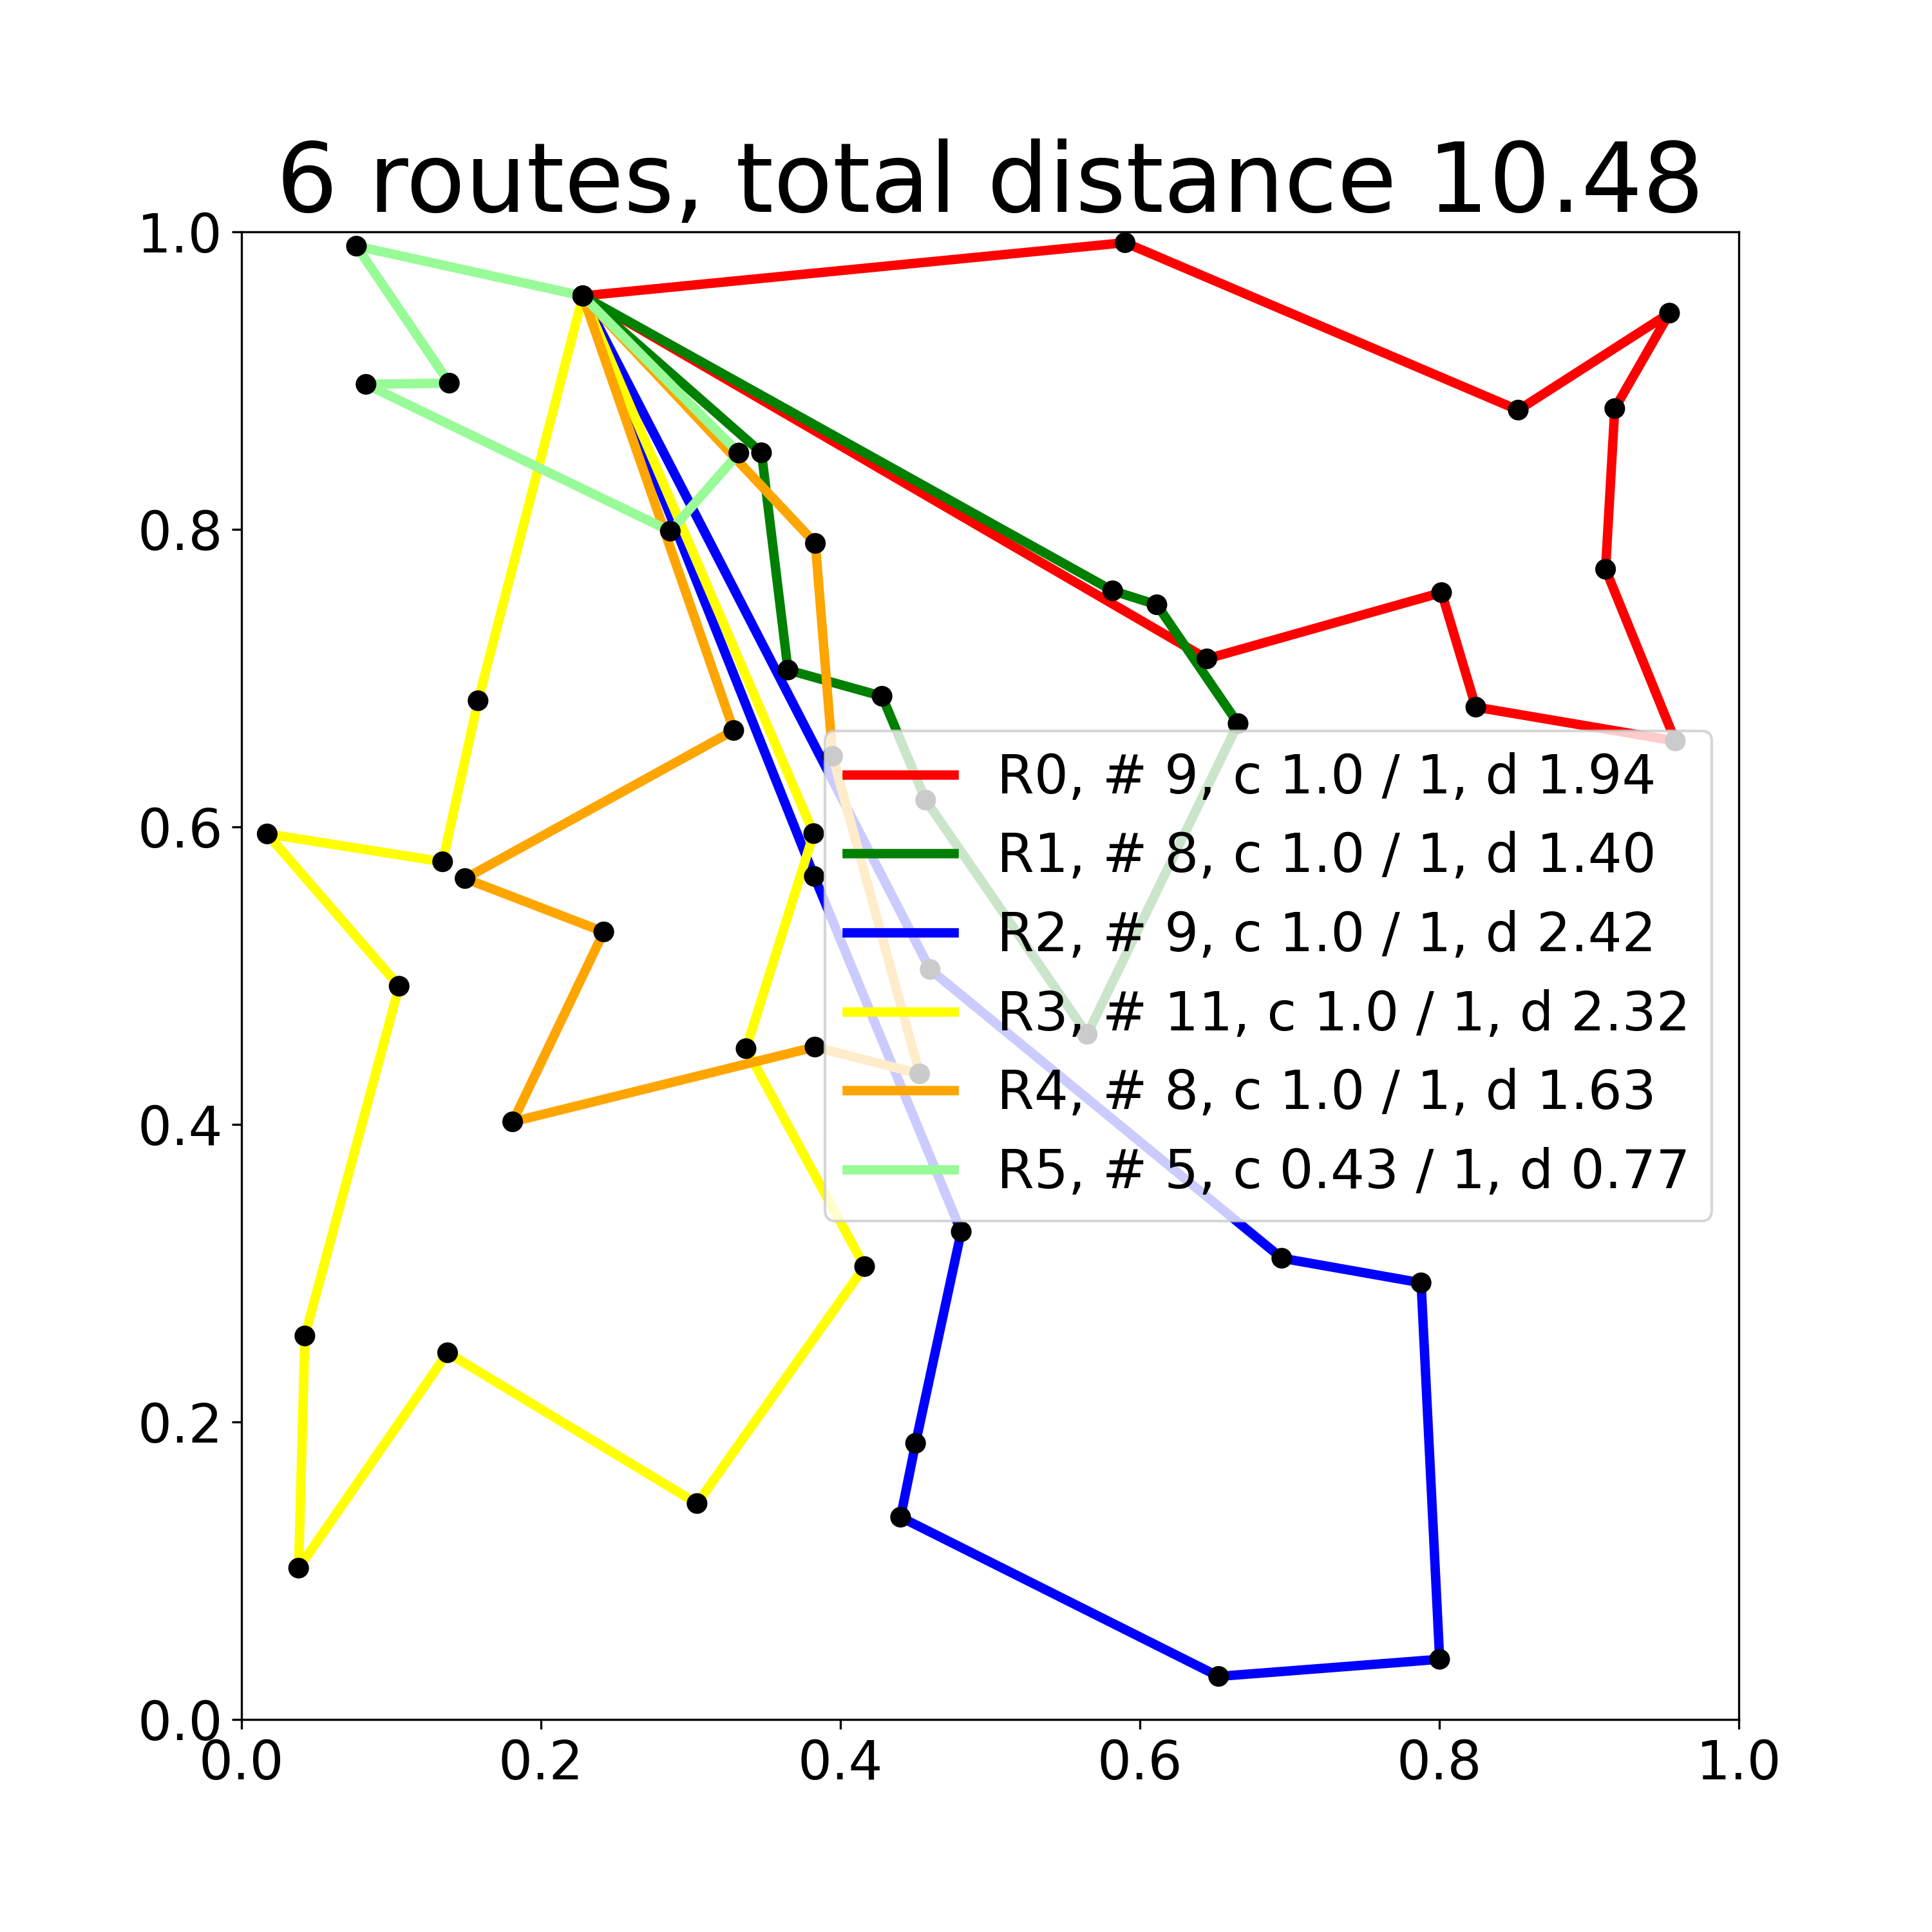 6 routes, total distance 10.48
1.0
0.8
0.6
0.4
0.2
0.0
R0, # 9, c 1.0 / 1, d 1.94
R1, # 8, c 1.0 / 1, d 1.40
R2, # 9, c 1.0 / 1, d 2.42
R3, # 11, c 1.0 / 1, d 2.32
R4, # 8, c 1.0 / 1, d 1.63
R5, # 5, c 0.43 / 1, d 0.77
0.0 0.2 0.4 0.6 0.8 1.0